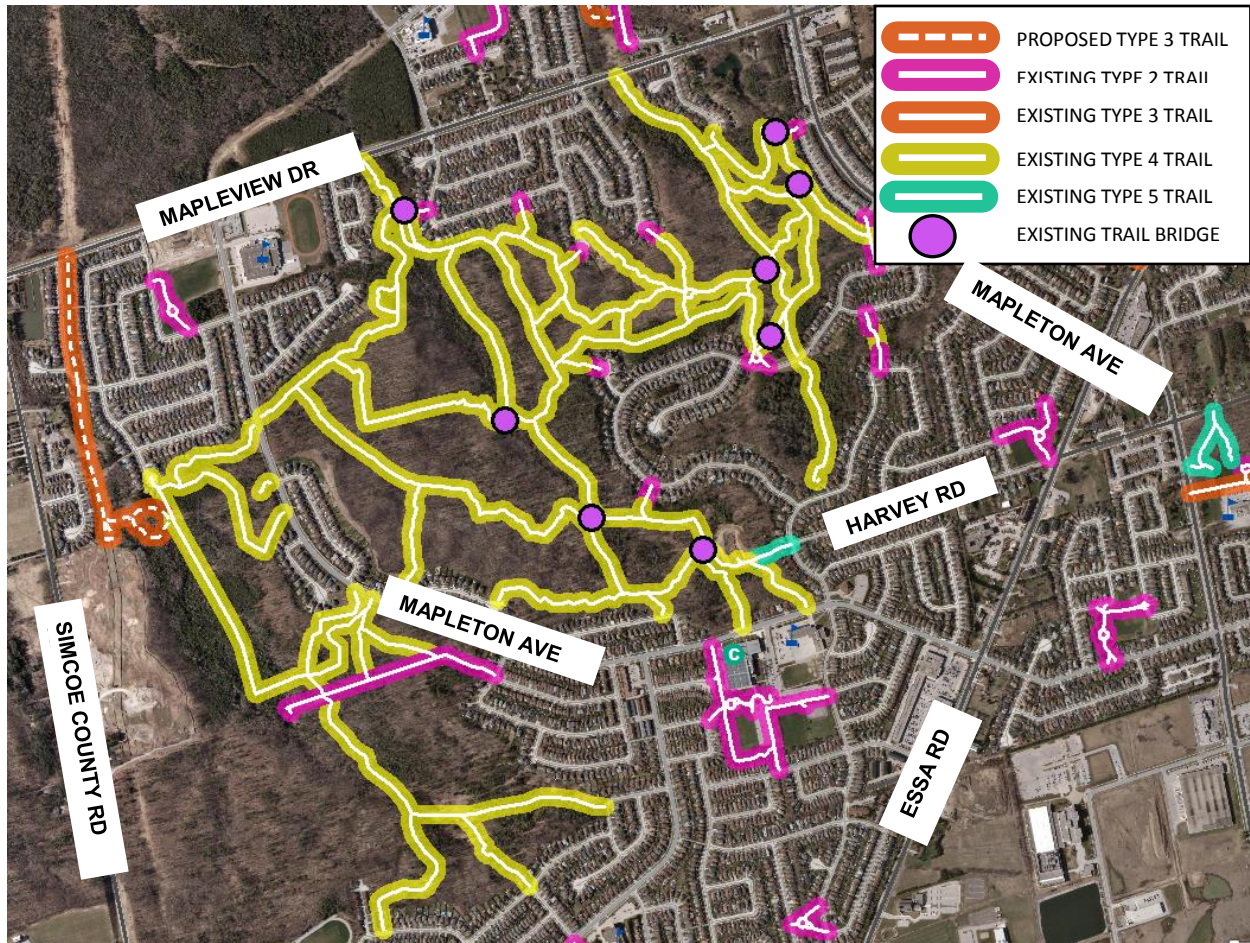 PROPOSED TYPE 3 TRAIL
EXISTING TYPE 2 TRAIL
EXISTING TYPE 3 TRAIL
EXISTING TYPE 4 TRAIL
EXISTING TYPE 5 TRAIL
EXISTING TRAIL BRIDGE
MAPLEVIEW DR
MAPLETON AVE
HARVEY RD
MAPLETON AVE
SIMCOE COUNTY RD
C
ESSA RD